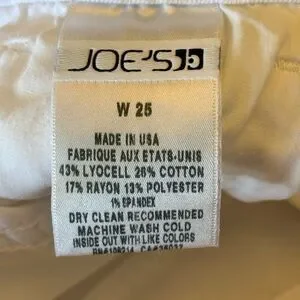 JOE'S
W 25
MADE IN USA
FABRIQUE AUX ETATS-UNIS
43% LYOCELL 26% COTTON
17% RAYON 13% POLYESTER
1% SPANDEX
DRY CLEAN RECOMMENDED
MACHINE WASH COLD
INSIDE OUT WITH LIKE COLORS